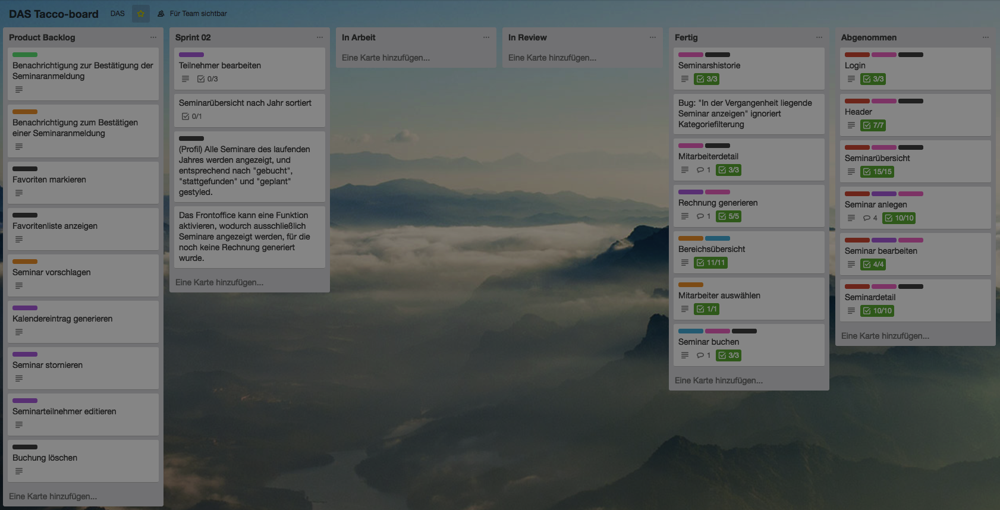 DAS Tacco-board DAS Für Team sichtbar
Product Backlog
Benachrichtigung zur Bestätigung der
Seminaranmeldung
Benachrichtigung zum Bestätigen
einer Seminaranmeldung
Favoriten markieren
Favoritenliste anzeigen
Seminar vorschlagen
Kalendereintrag generieren
Seminar stornieren
Seminarteilnehmer editieren
Buchung löschen
Eine Karte hinzufügen...
Sprint 02
Teilnehmer bearbeiten
0/3
Seminarübersicht nach Jahr sortiert
0/1
(Profil) Alle Seminare des laufenden
Jahres werden angezeigt, und
entsprechend nach "gebucht",
"stattgefunden" und "geplant"
gestyled.
Das Frontoffice kann eine Funktion
aktivieren, wodurch ausschließlich
Seminare angezeigt werden, für die
noch keine Rechnung generiert
wurde.
Eine Karte hinzufügen...
In Arbeit
Eine Karte hinzufügen...
In Review
Eine Karte hinzufügen...
Fertig
Seminarshistorie
3/3
Bug: "In der Vergangenheit liegende
Seminar anzeigen" ignoriert
Kategoriefilterung
Mitarbeiterdetail
1 3/3
Rechnung generieren
1 5/5
Bereichsübersicht
11/11
Mitarbeiter auswählen
1/1
Seminar buchen
1 3/3
Eine Karte hinzufügen...
Abgenommen
Login
3/3
Header
7/7
Seminarübersicht
15/15
Seminar anlegen
4 10/10
Seminar bearbeiten
4/4
Seminardetail
10/10
Eine Karte hinzufügen...